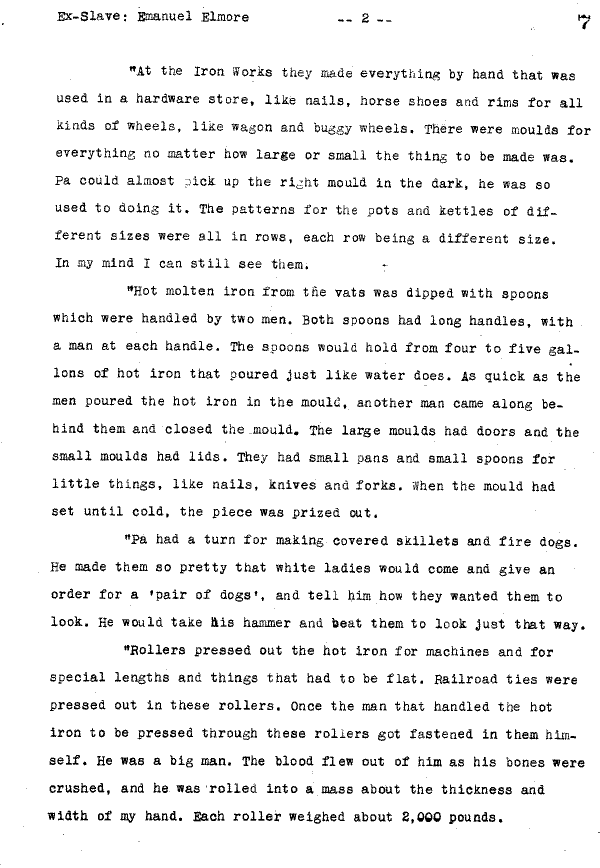 Ex-Slave: Emanuel Elmore -- 2 -- 7
"At the Iron Works they made everything by hand that was
used in a hardware store, like nails, horse shoes and rims for all
kinds of wheels, like wagon and buggy wheels. There were moulds for
everything no matter how large or small the thing to be made was.
Pa could almost pick up the right mould in the dark, he was so
used to doing it. The patterns for the pots and kettles of dif-
ferent sizes were all in rows, each row being a different size.
In my mind I can still see them.
"Hot molten iron from the vats was dipped with spoons
which were handled by two men. Both spoons had long handles, with
a man at each handle. The spoons would hold from four to five gal-
lons of hot iron that poured just like water does. As quick as the
men poured the hot iron in the mould, another man came along be-
hind them and closed the mould. The large moulds had doors and the
small moulds had lids. They had small pans and small spoons for
little things, like nails, knives and forks. When the mould had
set until cold, the piece was prized out.
"Pa had a turn for making covered skillets and fire dogs.
He made them so pretty that white ladies would come and give an
order for a 'pair of dogs', and tell him how they wanted them to
look. He would take his hammer and beat them to look just that way.
"Rollers pressed out the hot iron for machines and for
special lengths and things that had to be flat. Railroad ties were
pressed out in these rollers. Once the man that handled the hot
iron to be pressed through these rollers got fastened in them him-
self. He was a big man. The blood flew out of him as his bones were
crushed, and he was rolled into a mass about the thickness and
width of my hand. Each roller weighed about 2,000 pounds.